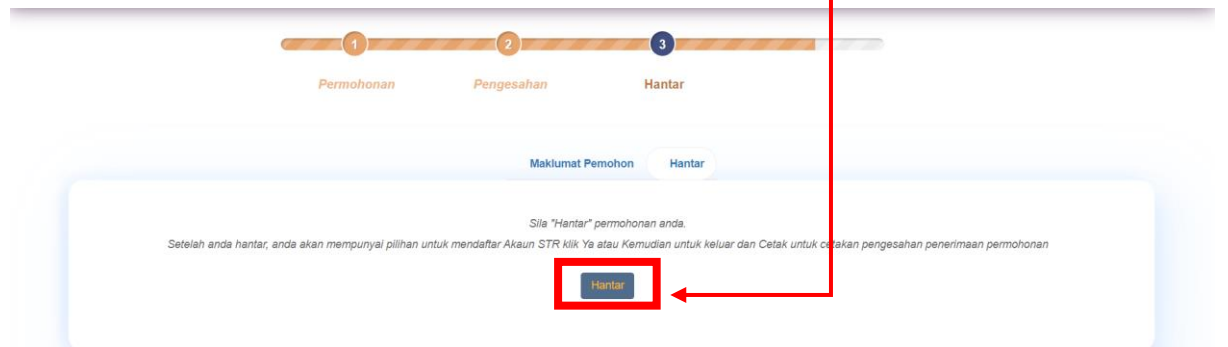 1 2 3
Permohonan Pengesahan Hantar
Maklumat Pemohon Hantar
Sila "Hantar" permohonan anda.
Setelah anda hantar, anda akan mempunyai pilihan untuk mendaftar Akaun STR klik Ya atau Kemudian untuk keluar dan Cetak untuk cetakan pengesahan penerimaan permohonan
Hantar